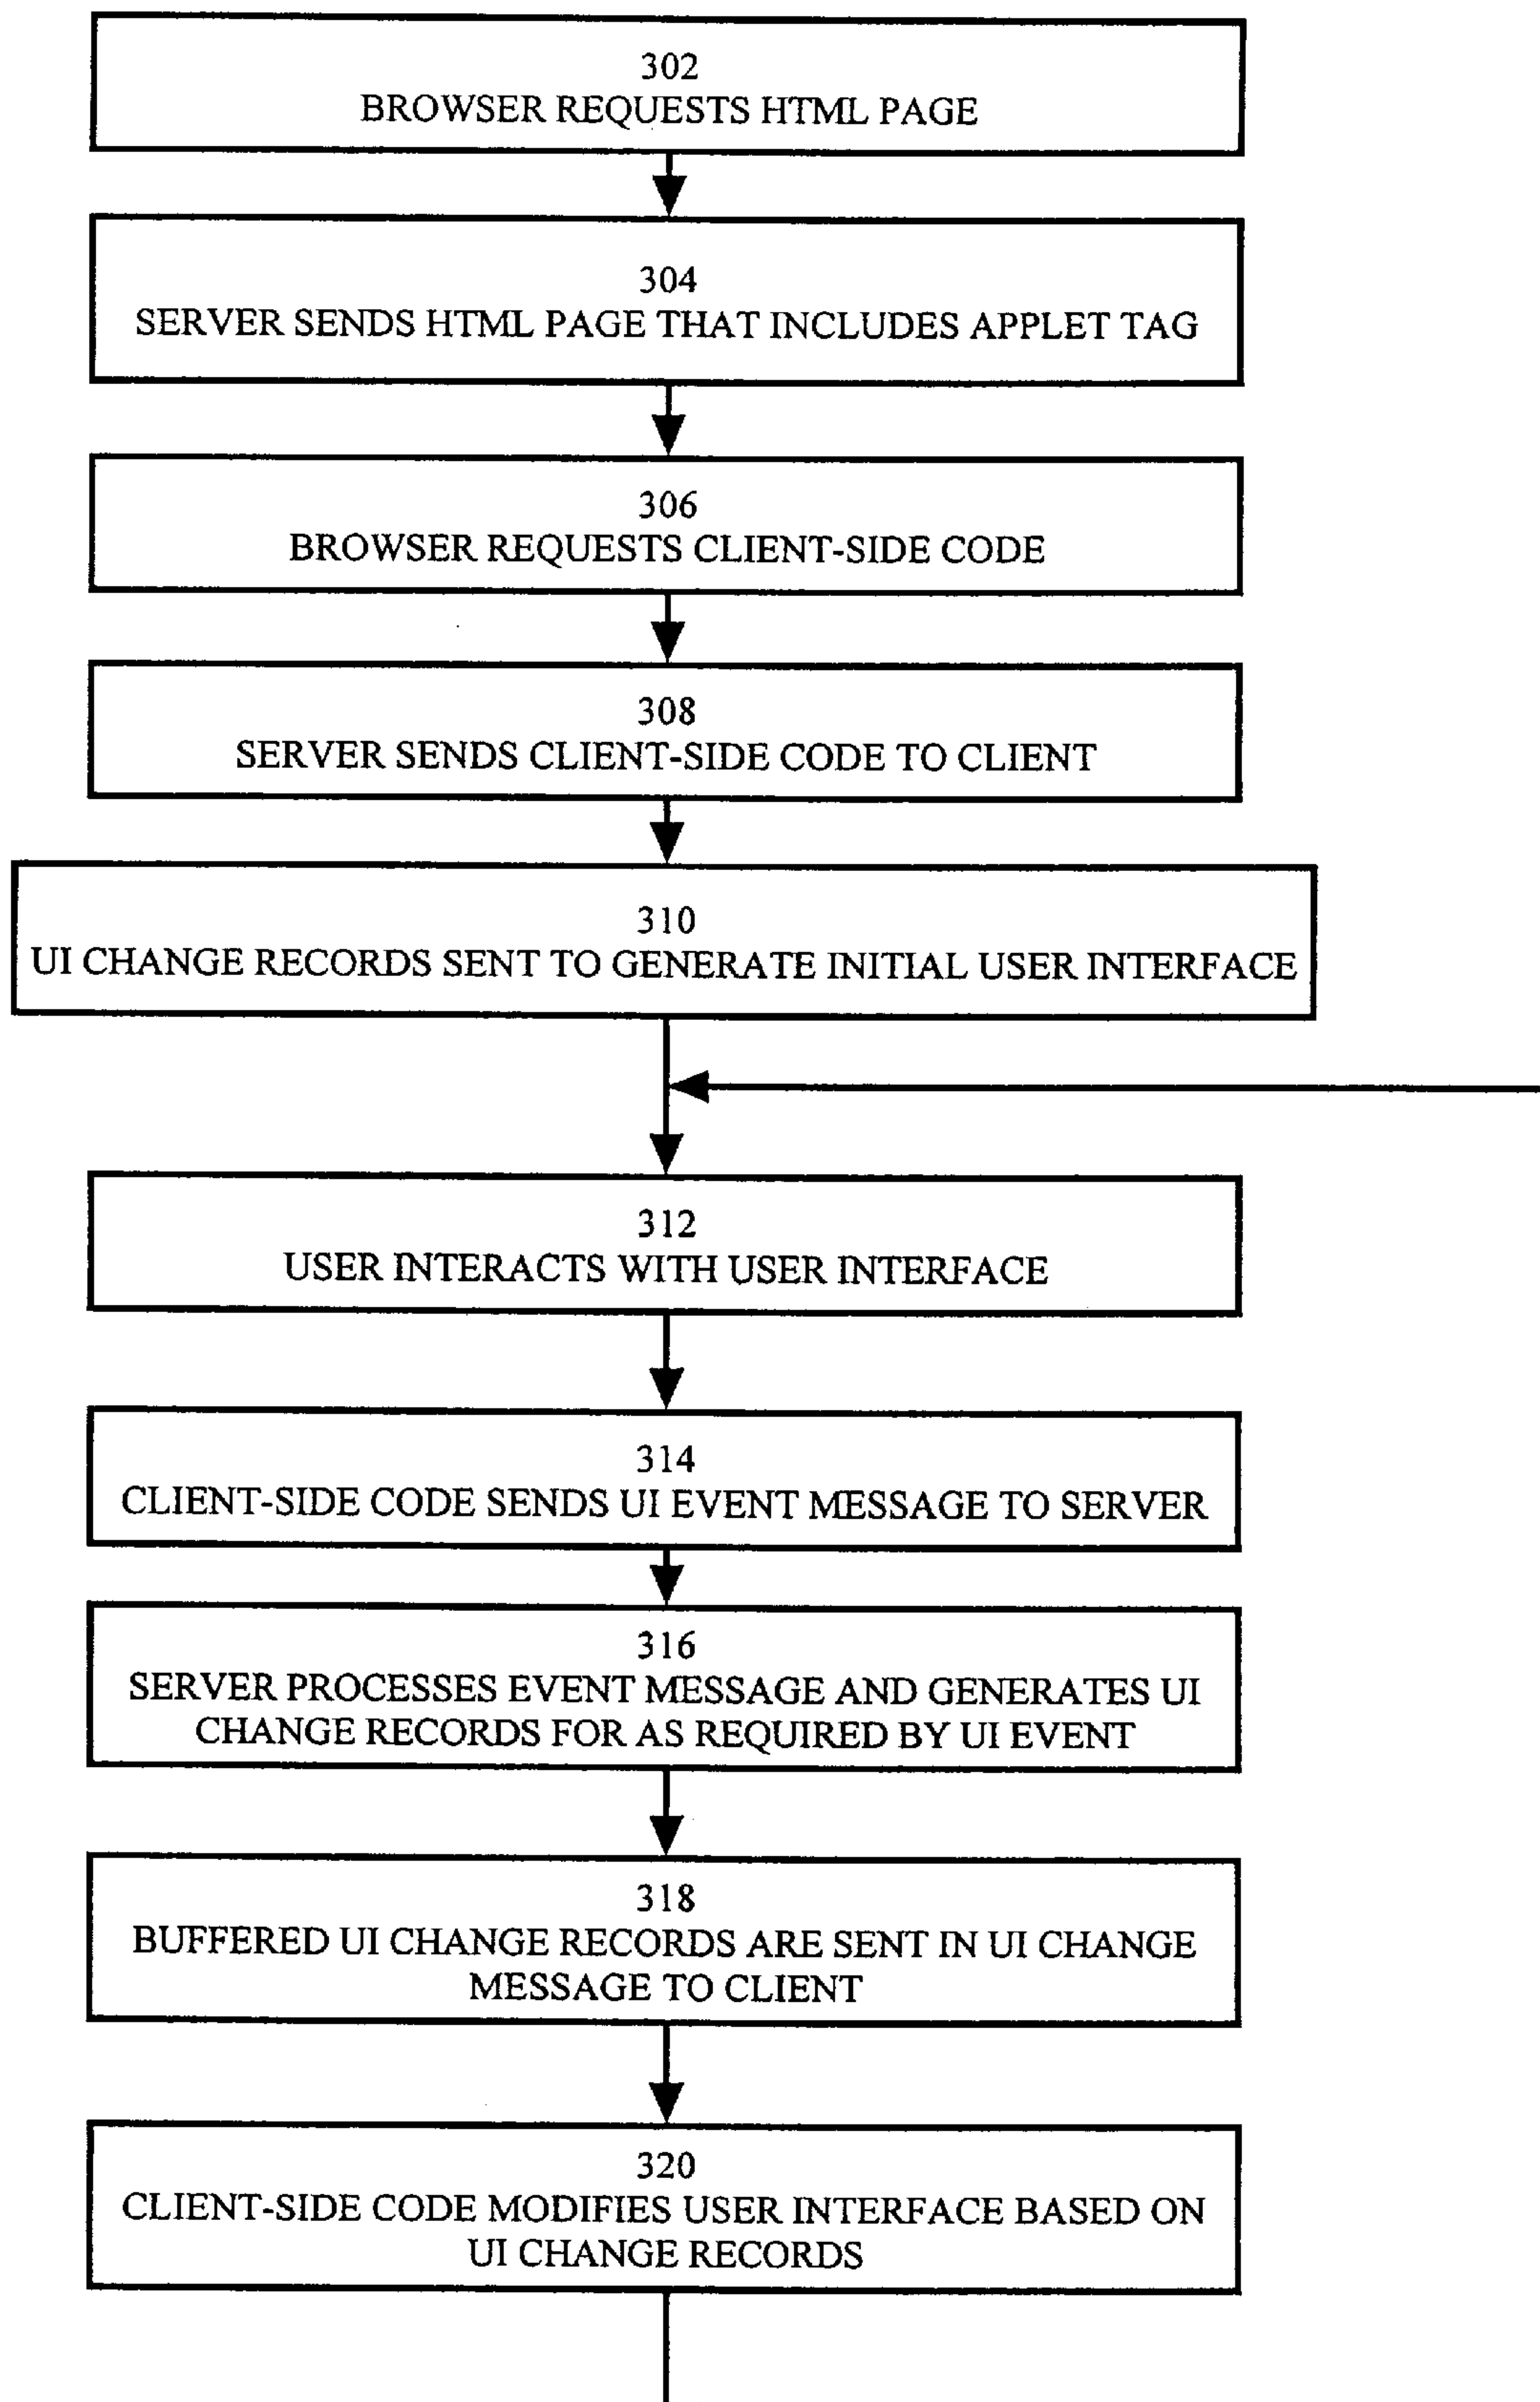 302
BROWSER REQUESTS HTML PAGE
304
SERVER SENDS HTML PAGE THAT INCLUDES APPLET TAG
306
BROWSER REQUESTS CLIENT-SIDE CODE
308
SERVER SENDS CLIENT-SIDE CODE TO CLIENT
310
UI CHANGE RECORDS SENT TO GENERATE INITIAL USER INTERFACE
312
USER INTERACTS WITH USER INTERFACE
314
CLIENT-SIDE CODE SENDS UI EVENT MESSAGE TO SERVER
316
SERVER PROCESSES EVENT MESSAGE AND GENERATES UI
CHANGE RECORDS FOR AS REQUIRED BY UI EVENT
318
BUFFERED UI CHANGE RECORDS ARE SENT IN UI CHANGE
MESSAGE TO CLIENT
320
CLIENT-SIDE CODE MODIFIES USER INTERFACE BASED ON
UI CHANGE RECORDS